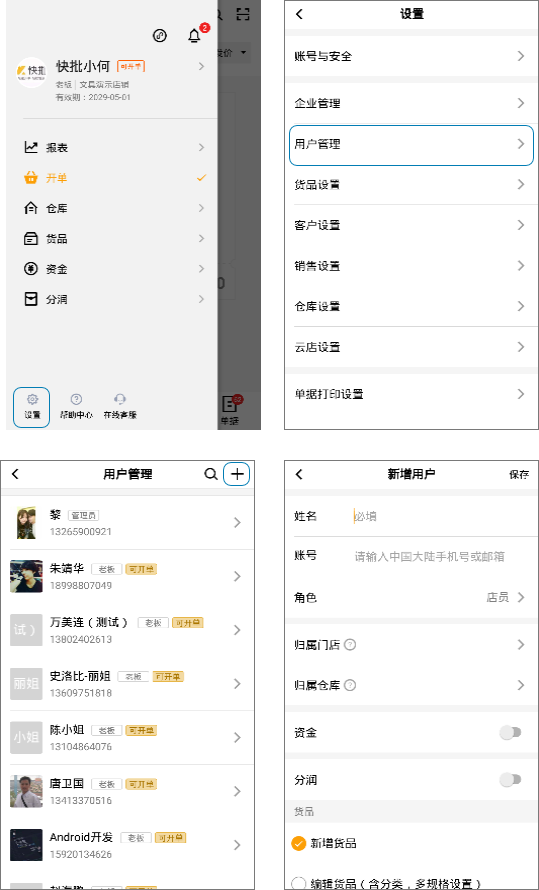 2
快批
快批小何 可开单
老板 | 文具演示店铺
有效期：2029-05-01
发价
报表
开单
仓库
货品
资金
分润
设置
帮助中心
在线客服
单据
设置
账号与安全
企业管理
用户管理
货品设置
客户设置
销售设置
仓库设置
云店设置
单据打印设置
用户管理
黎 管理员
13265900921
朱婧华 老板 可开单
18998807049
试） 万美连（测试） 老板 可开单
13802402613
丽姐 史洛比-丽姐 老板 可开单
13609751818
小姐 陈小姐 老板 可开单
13104864076
唐卫国 老板 可开单
13413370516
Android开发 老板 可开单
15920134626
新增用户 保存
姓名 必填
账号 请输入中国大陆手机号或邮箱
角色 店员
归属门店 ?
归属仓库 ?
资金
分润
货品
新增货品
编辑货品（含分类，多规格设置）